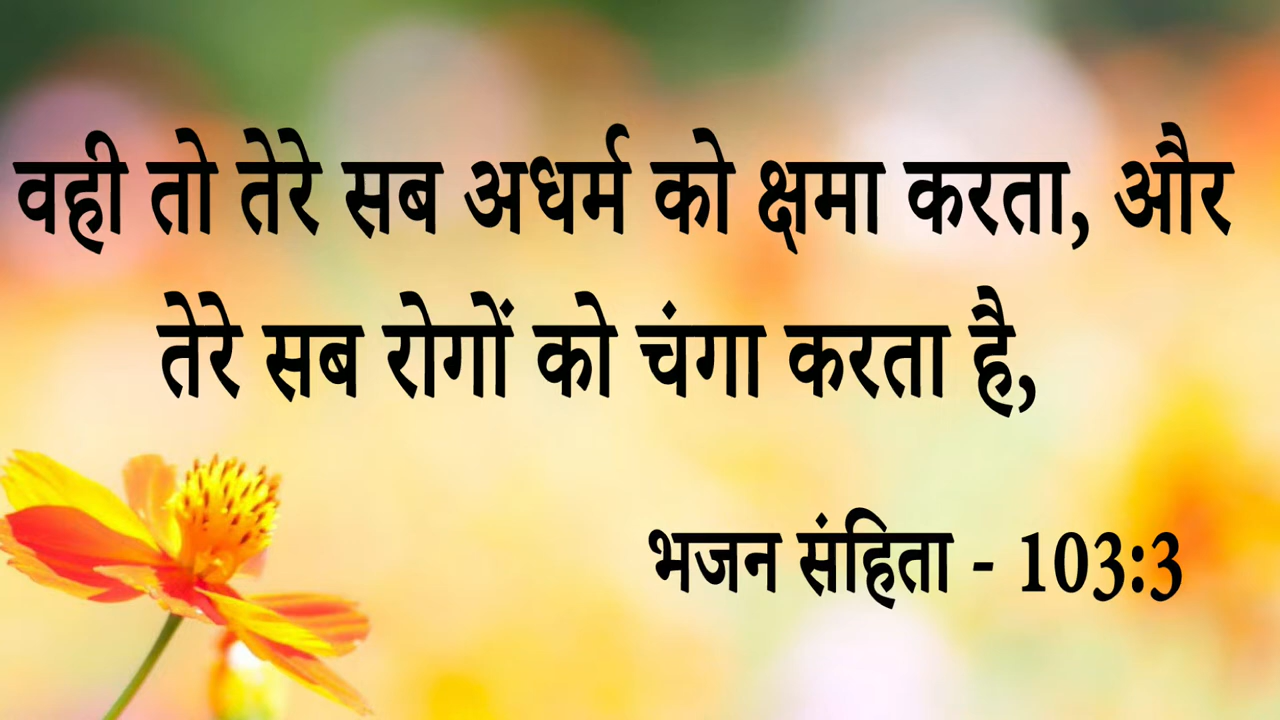 वही तो तेरे सब अधर्म को क्षमा करता, और
तेरे सब रोगों को चंगा करता है,
भजन संहिता - 103:3